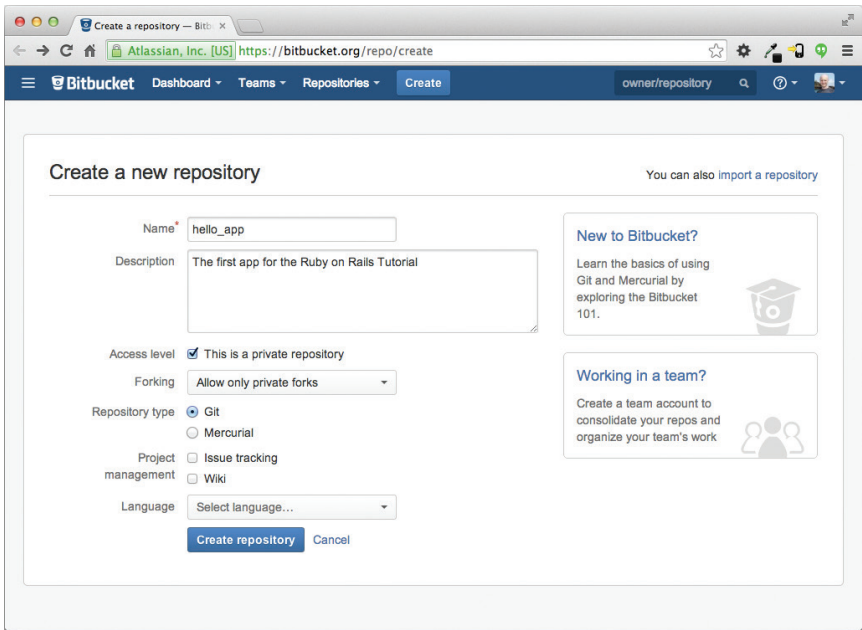 Create a repository — Bitb
Atlassian, Inc. [US] https://bitbucket.org/repo/create
Bitbucket Dashboard Teams Repositories Create owner/repository
Create a new repository
You can also import a repository
Name* hello_app
Description The first app for the Ruby on Rails Tutorial
Access level This is a private repository
Forking Allow only private forks
Repository type Git
Mercurial
Project management Issue tracking
Wiki
Language Select language...
Create repository Cancel
New to Bitbucket?
Learn the basics of using
Git and Mercurial by
exploring the Bitbucket
101.
Working in a team?
Create a team account to
consolidate your repos and
organize your team's work